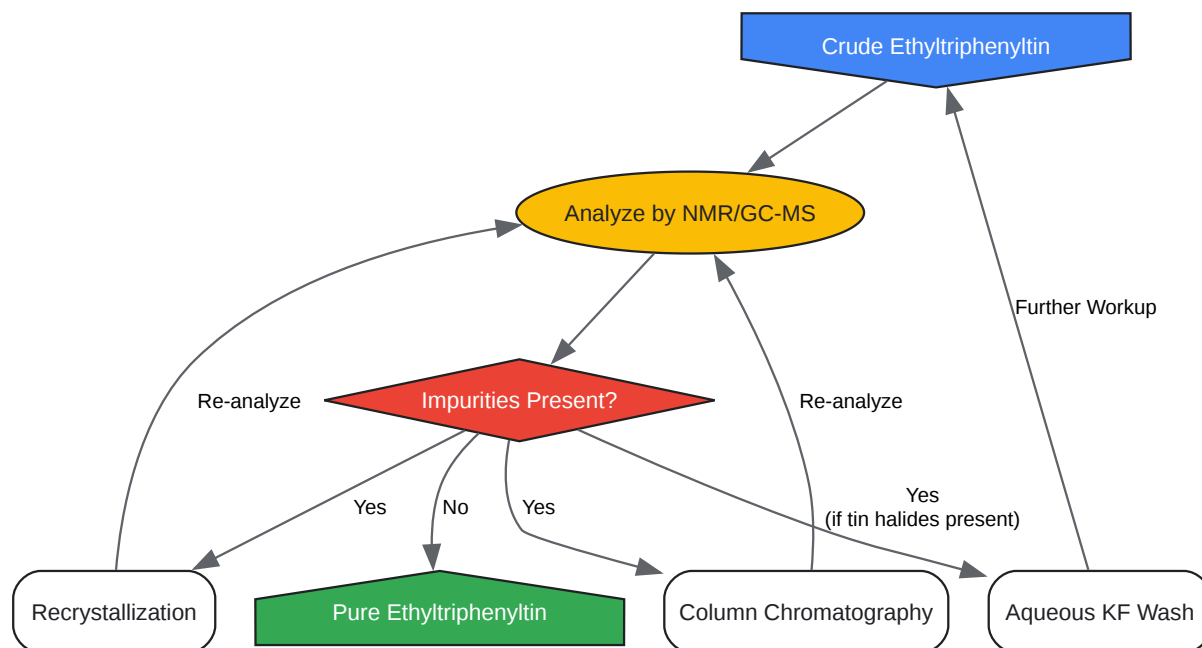 Crude Ethyltriphenyltin
Analyze by NMR/GC-MS
Further Workup
Impurities Present?
Re-analyze
Re-analyze
Yes
No
Yes
Yes
(if tin halides present)
Recrystallization
Pure Ethyltriphenyltin
Column Chromatography
Aqueous KF Wash